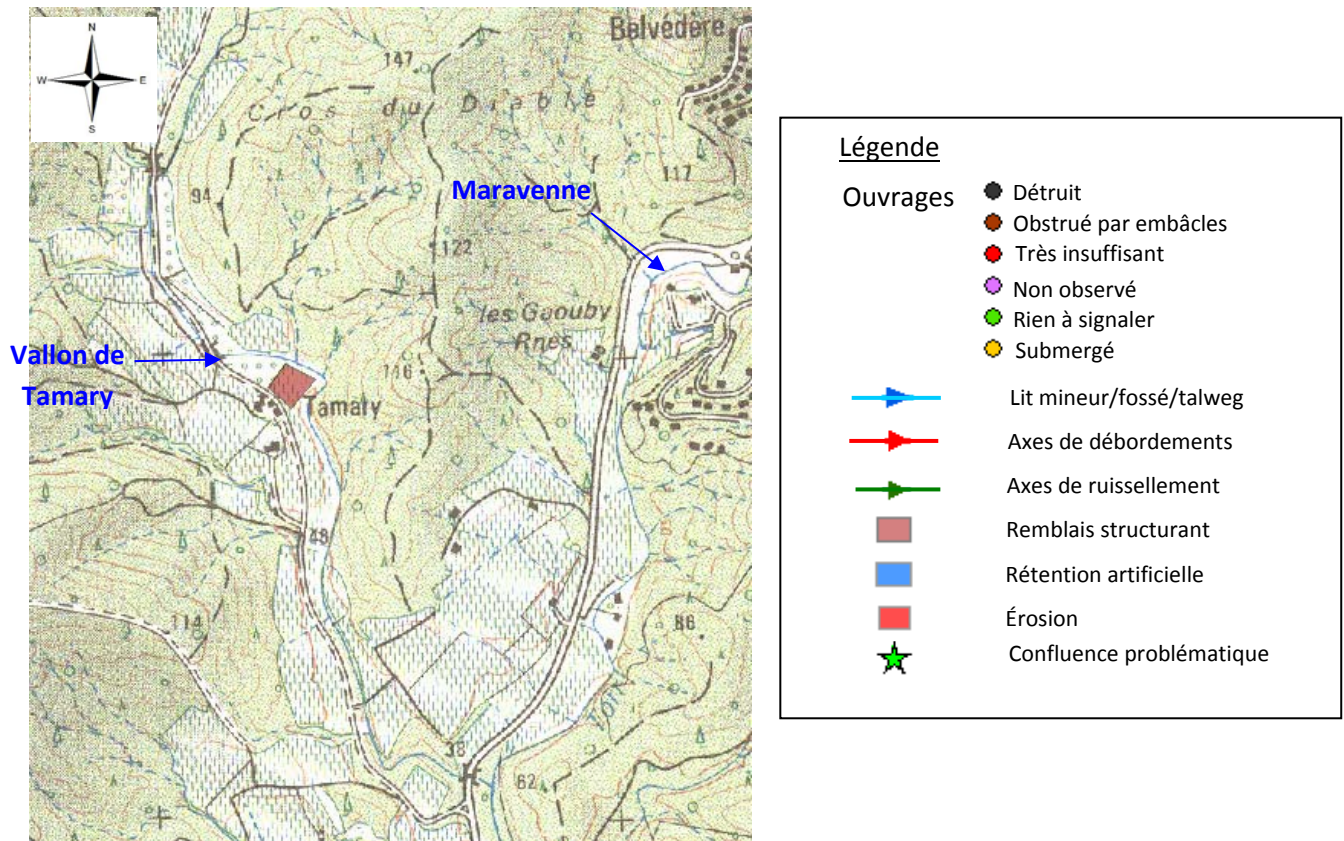 N
W E
S
Belvédère
147
Cros du Diable
117
Maravenne
94
122
les Gaouby
Rnes
Vallon de
Tamary
116
Tamary
48
114
86
38
62
Légende
Ouvrages
Détruit
Obstrué par embâcles
Très insuffisant
Non observé
Rien à signaler
Submergé
Lit mineur/fossé/talweg
Axes de débordements
Axes de ruissellement
Remblais structurant
Rétention artificielle
Érosion
Confluence problématique